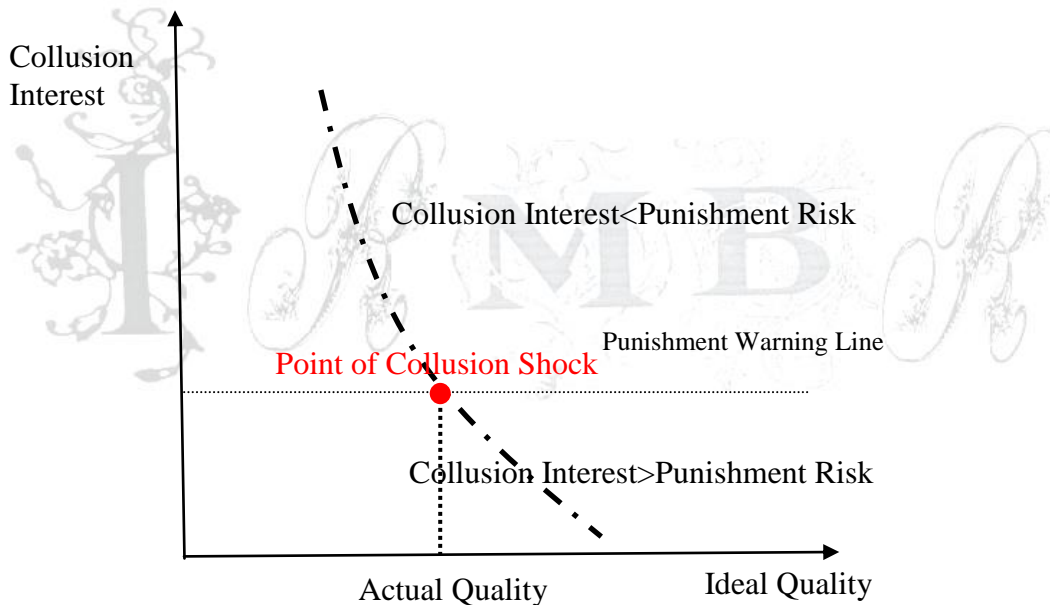 Collusion
Interest
Collusion Interest<Punishment Risk
Punishment Warning Line
Point of Collusion Shock
Collusion Interest>Punishment Risk
Actual Quality
Ideal Quality
I R M B R